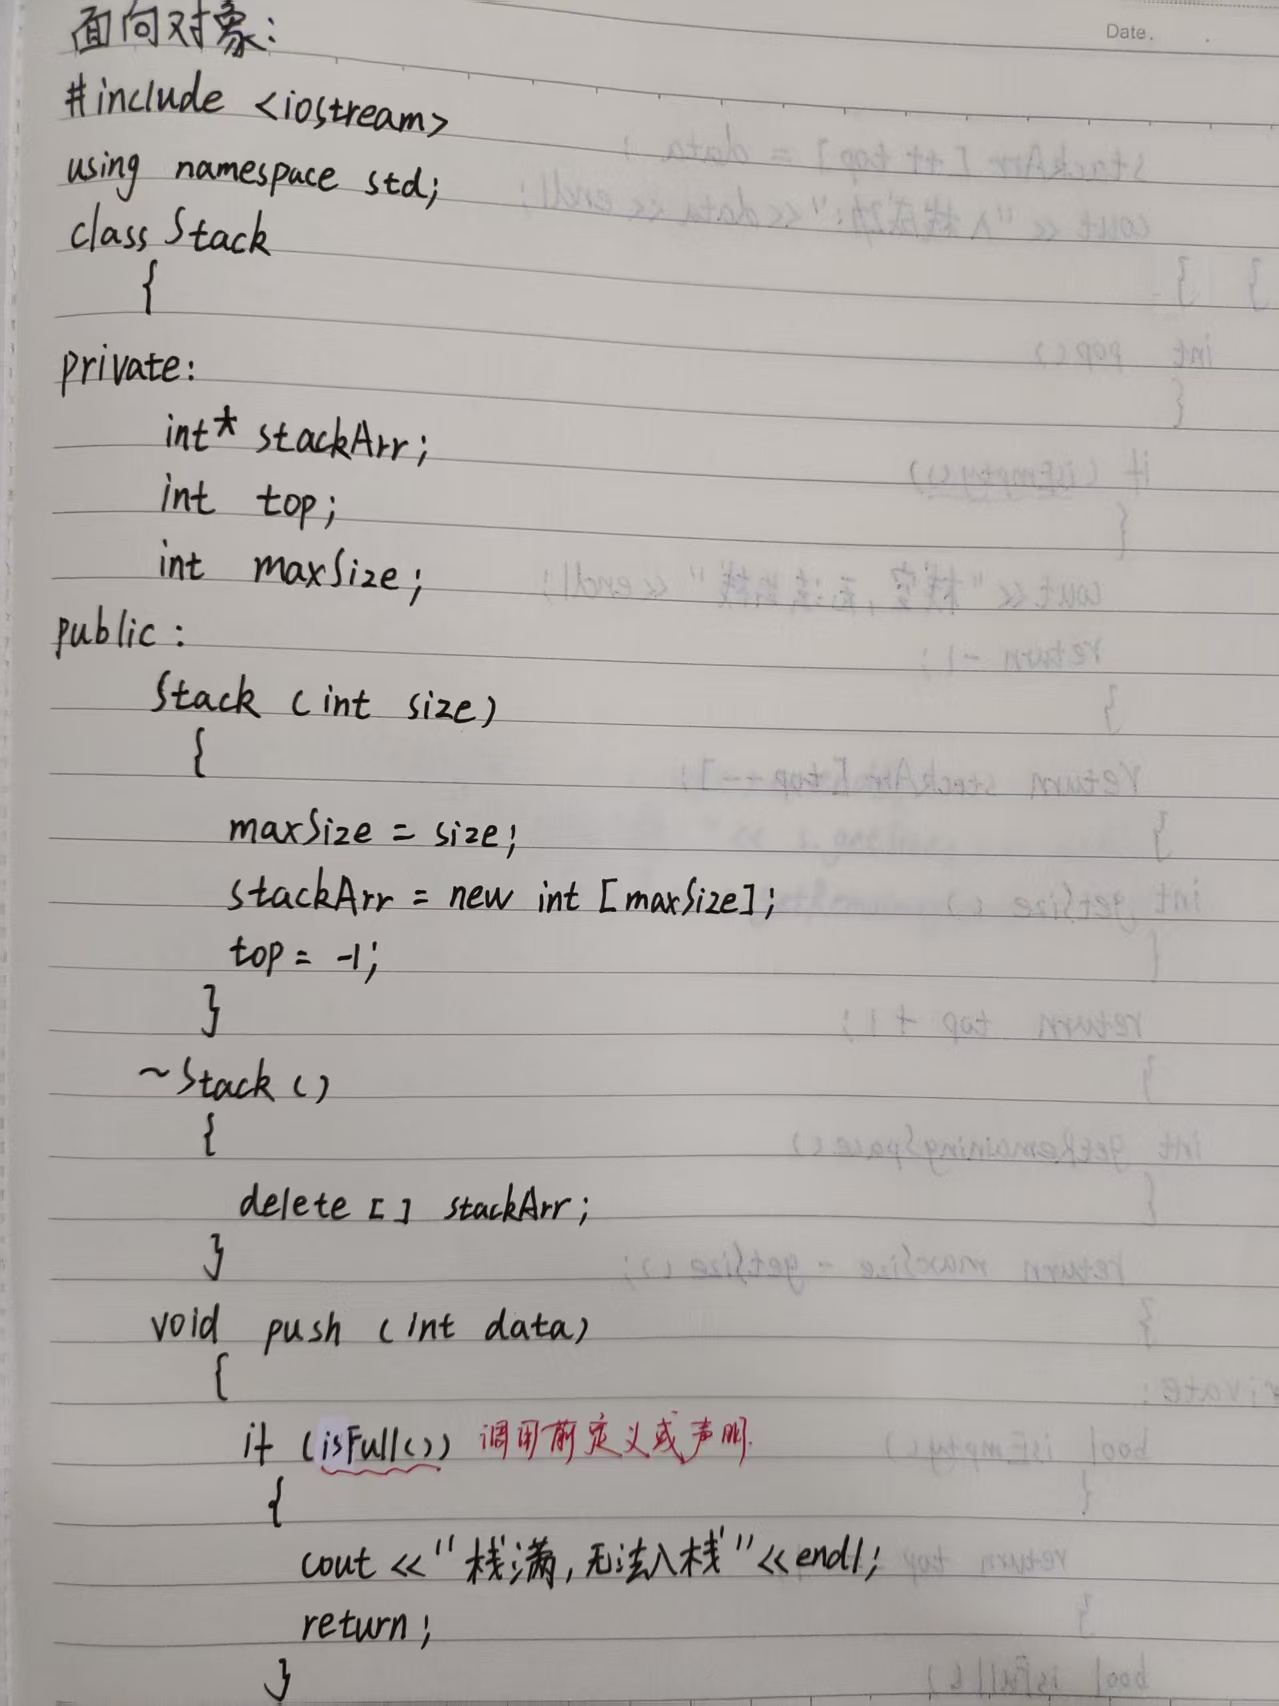 面向对象:
Date.
#include <iostream>
using namespace std;
class Stack
{
private:
int* stackArr;
int top;
int maxSize;
public:
Stack (int size)
{
maxSize = size;
stackArr = new int [maxSize];
top = -1;
}
~Stack ()
{
delete [] stackArr;
}
void push (int data)
{
if (isFull()) 调用前定义或声明.
{
cout << "栈满,无法入栈" << endl;
return;
}